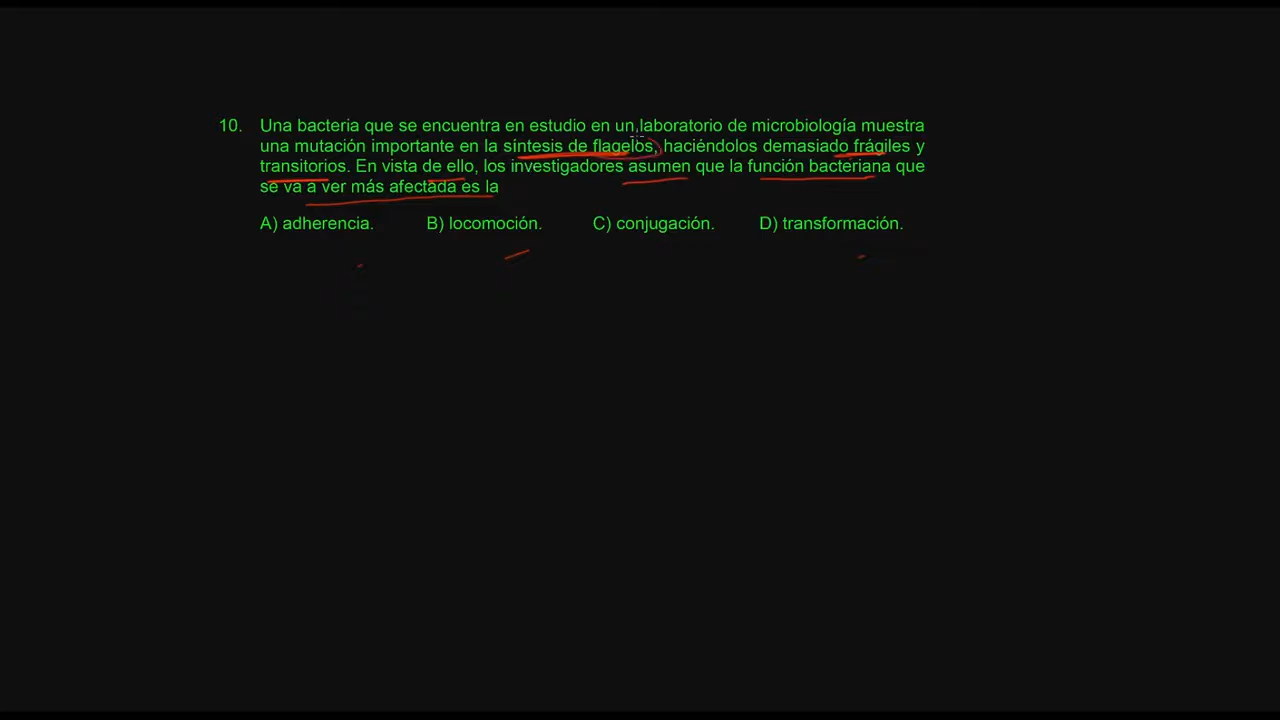 10. Una bacteria que se encuentra en estudio en un laboratorio de microbiología muestra
una mutación importante en la síntesis de flagelos, haciéndolos demasiado frágiles y
transitorios. En vista de ello, los investigadores asumen que la función bacteriana que
se va a ver más afectada es la
A) adherencia. B) locomoción. C) conjugación. D) transformación.